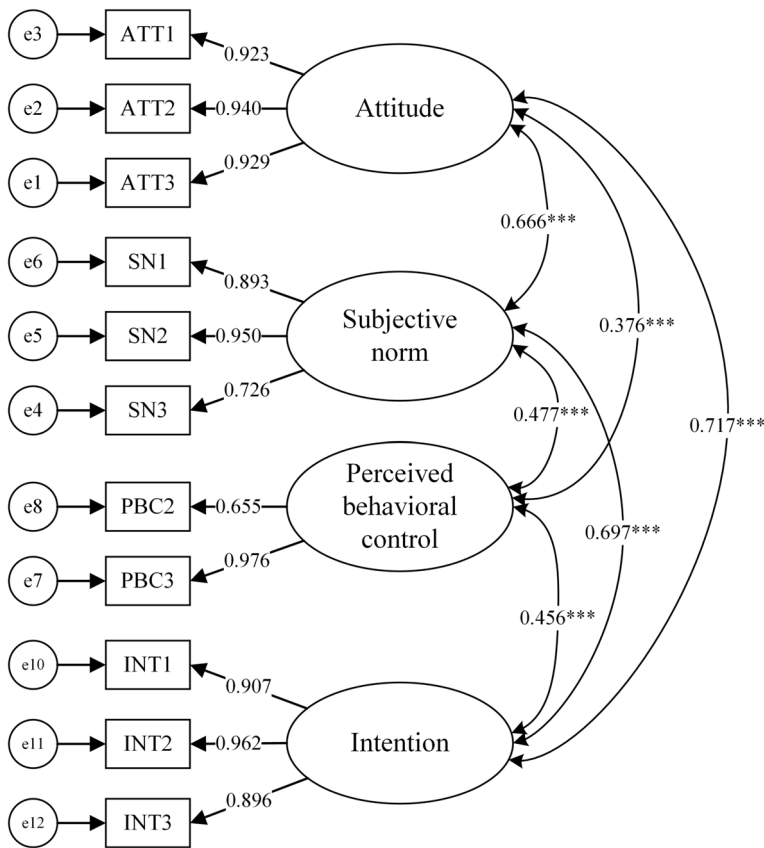 e3
ATT1
0.923
e2
ATT2
0.940
Attitude
e1
ATT3
0.929
0.666***
e6
SN1
0.893
e5
SN2
0.950
Subjective
norm
0.376***
e4
SN3
0.726
0.477***
0.717***
e8
PBC2
0.655
Perceived
behavioral
control
e7
PBC3
0.976
0.697***
0.456***
e10
INT1
0.907
e11
INT2
0.962
Intention
e12
INT3
0.896